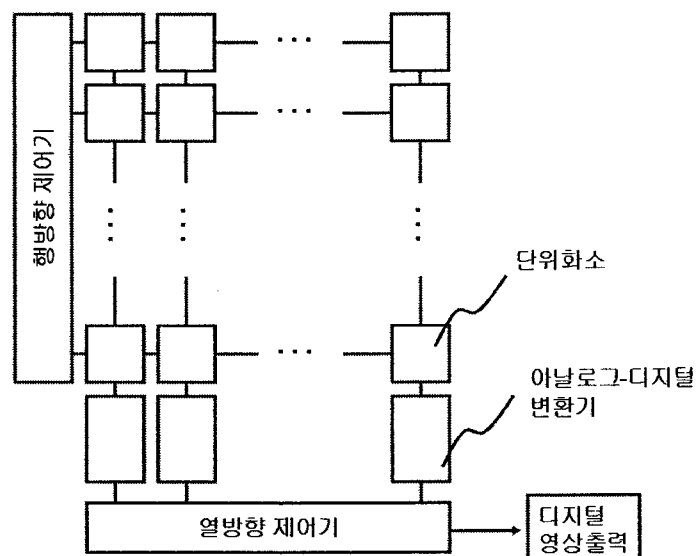 행방향 제어기
단위화소
아날로그-디지털
변환기
열방향 제어기
디지털
영상출력